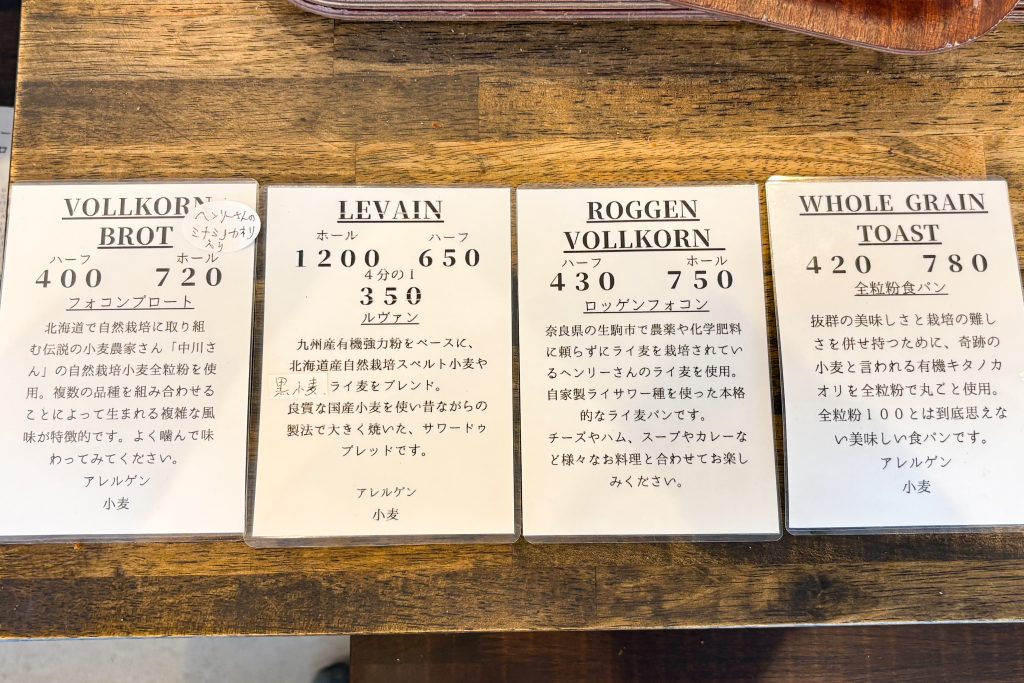 VOLLKORN
BROT
ヘンリーさんの
ミナミノカオリ
入り
ハーフ ホール
400 720
フォコンブロート
北海道で自然栽培に取り組
む伝説の小麦農家さん「中川さ
ん」の自然栽培小麦全粒粉を使
用。複数の品種を組み合わせる
ことによって生まれる複雑な風
味が特徴的です。よく噛んで味
わってみてください。
アレルゲン
小麦
LEVAIN
ホール ハーフ
1200 650
4分の1
350
ルヴァン
九州産有機強力粉をベースに、
北海道産自然栽培スペルト小麦や
黒小麦、ライ麦をブレンド。
良質な国産小麦を使い昔ながらの
製法で大きく焼いた、サワードゥ
ブレッドです。
アレルゲン
小麦
ROGGEN
VOLLKORN
ハーフ ホール
430 750
ロッゲンフォコン
奈良県の生駒市で農薬や化学肥料
に頼らずにライ麦を栽培されてい
るヘンリーさんのライ麦を使用。
自家製ライサワー種を使った本格
的なライ麦パンです。
チーズやハム、スープやカレーな
ど様々なお料理と合わせてお楽し
みください。
WHOLE GRAIN
TOAST
420 780
全粒粉食パン
抜群の美味しさと栽培の難し
さを併せ持つために、奇跡の
小麦と言われる有機キタノカ
オリを全粒粉で丸ごと使用。
全粒粉100とは到底思えな
い美味しい食パンです。
アレルゲン
小麦